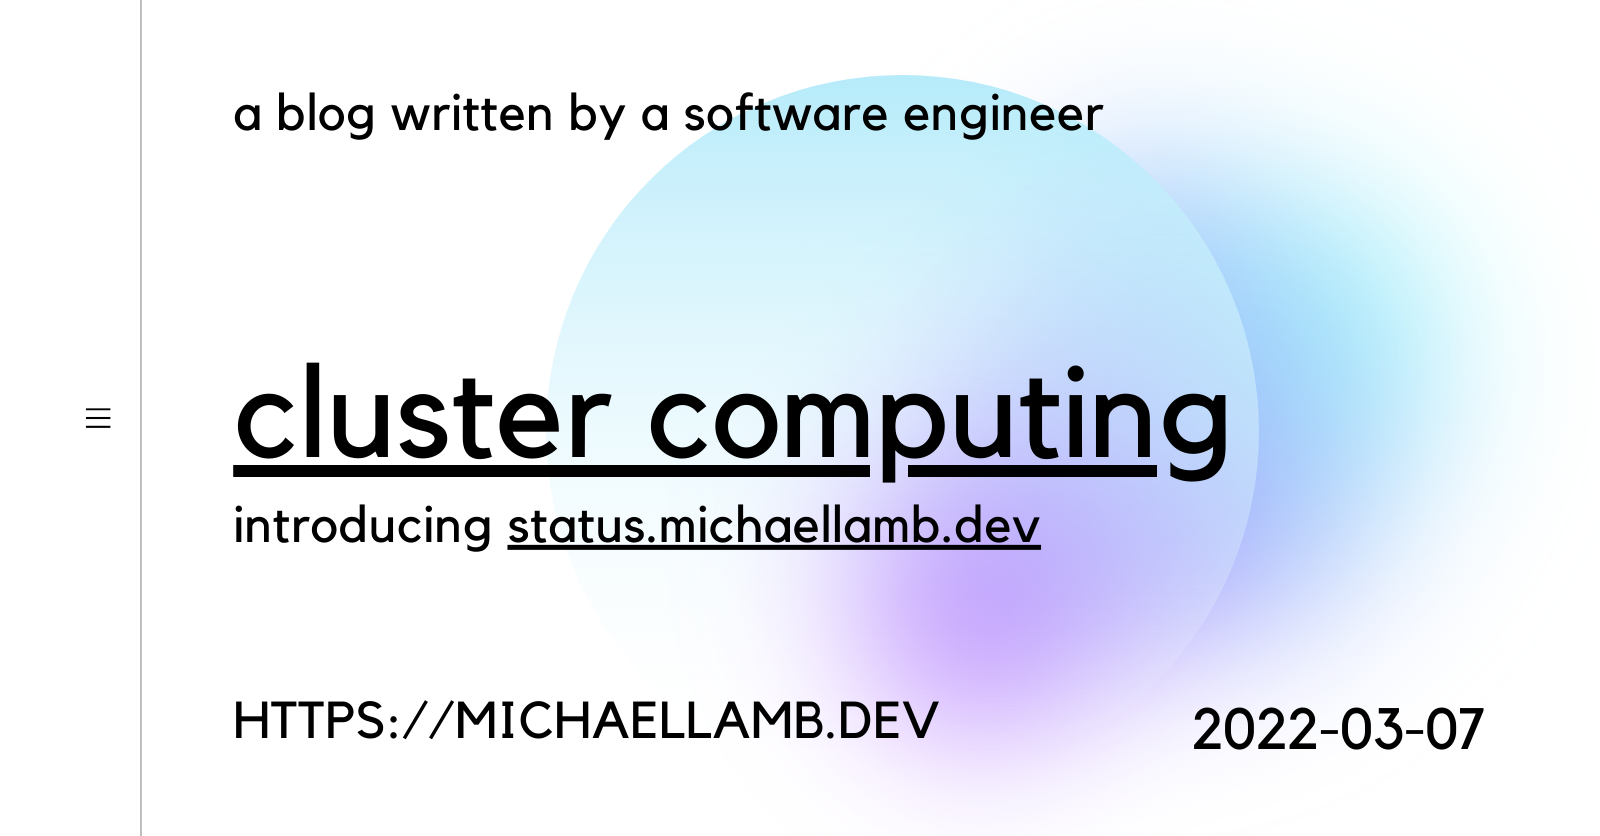 a blog written by a software engineer
cluster computing
introducing status.michaellamb.dev
HTTPS://MICHAELLAMB.DEV
2022-03-07